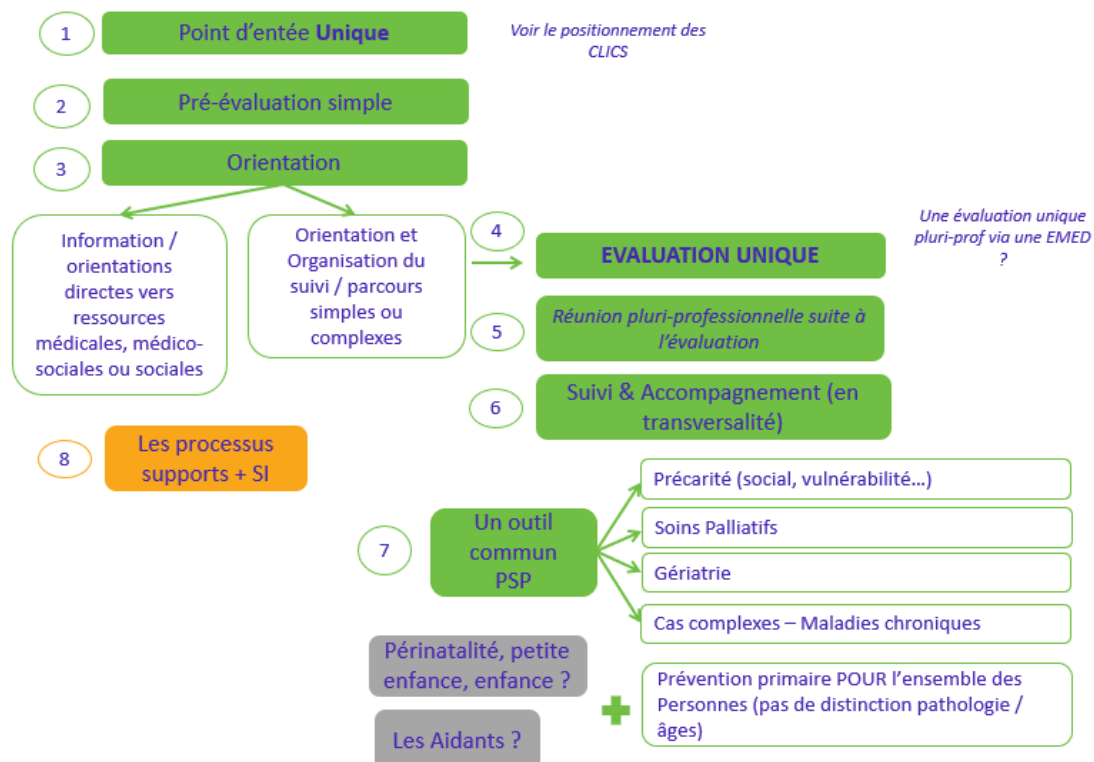 1
Point d’entée Unique
Voir le positionnement des
CLICS
2
Pré-évaluation simple
3
Orientation
Information /
orientations
directes vers
ressources
médicales, médico-
sociales ou sociales
Orientation et
Organisation du
suivi / parcours
simples ou
complexes
4
EVALUATION UNIQUE
Une évaluation unique
pluri-prof via une EMED
?
5
Réunion pluri-professionnelle suite à
l’évaluation
6
Suivi & Accompagnement (en
transversalité)
8
Les processus
supports + SI
7
Un outil
commun
PSP
Précarité (social, vulnérabilité…)
Soins Palliatifs
Gériatrie
Cas complexes – Maladies chroniques
Périnatalité, petite
enfance, enfance ?
Les Aidants ?
Prévention primaire POUR l’ensemble des
Personnes (pas de distinction pathologie /
âges)